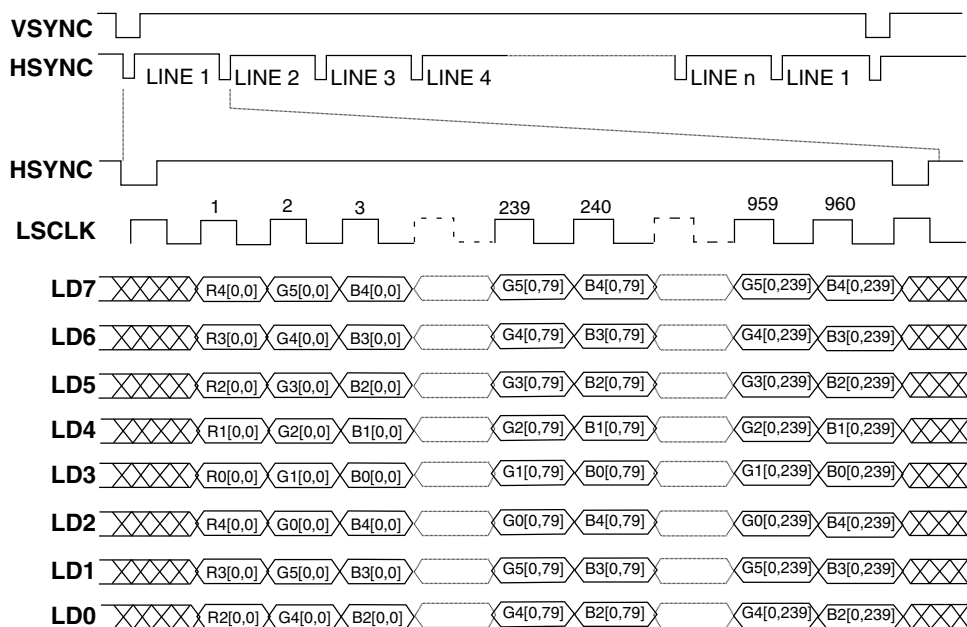 VSYNC
HSYNC LINE 1 LINE 2 LINE 3 LINE 4 LINE n LINE 1
HSYNC
1 2 3 239 240 959 960
LSCLK
LD7 R4[0,0] G5[0,0] B4[0,0] G5[0,79] B4[0,79] G5[0,239] B4[0,239]
LD6 R3[0,0] G4[0,0] B3[0,0] G4[0,79] B3[0,79] G4[0,239] B3[0,239]
LD5 R2[0,0] G3[0,0] B2[0,0] G3[0,79] B2[0,79] G3[0,239] B2[0,239]
LD4 R1[0,0] G2[0,0] B1[0,0] G2[0,79] B1[0,79] G2[0,239] B1[0,239]
LD3 R0[0,0] G1[0,0] B0[0,0] G1[0,79] B0[0,79] G1[0,239] B0[0,239]
LD2 R4[0,0] G0[0,0] B4[0,0] G0[0,79] B4[0,79] G0[0,239] B4[0,239]
LD1 R3[0,0] G5[0,0] B3[0,0] G5[0,79] B3[0,79] G5[0,239] B3[0,239]
LD0 R2[0,0] G4[0,0] B2[0,0] G4[0,79] B2[0,79] G4[0,239] B2[0,239]